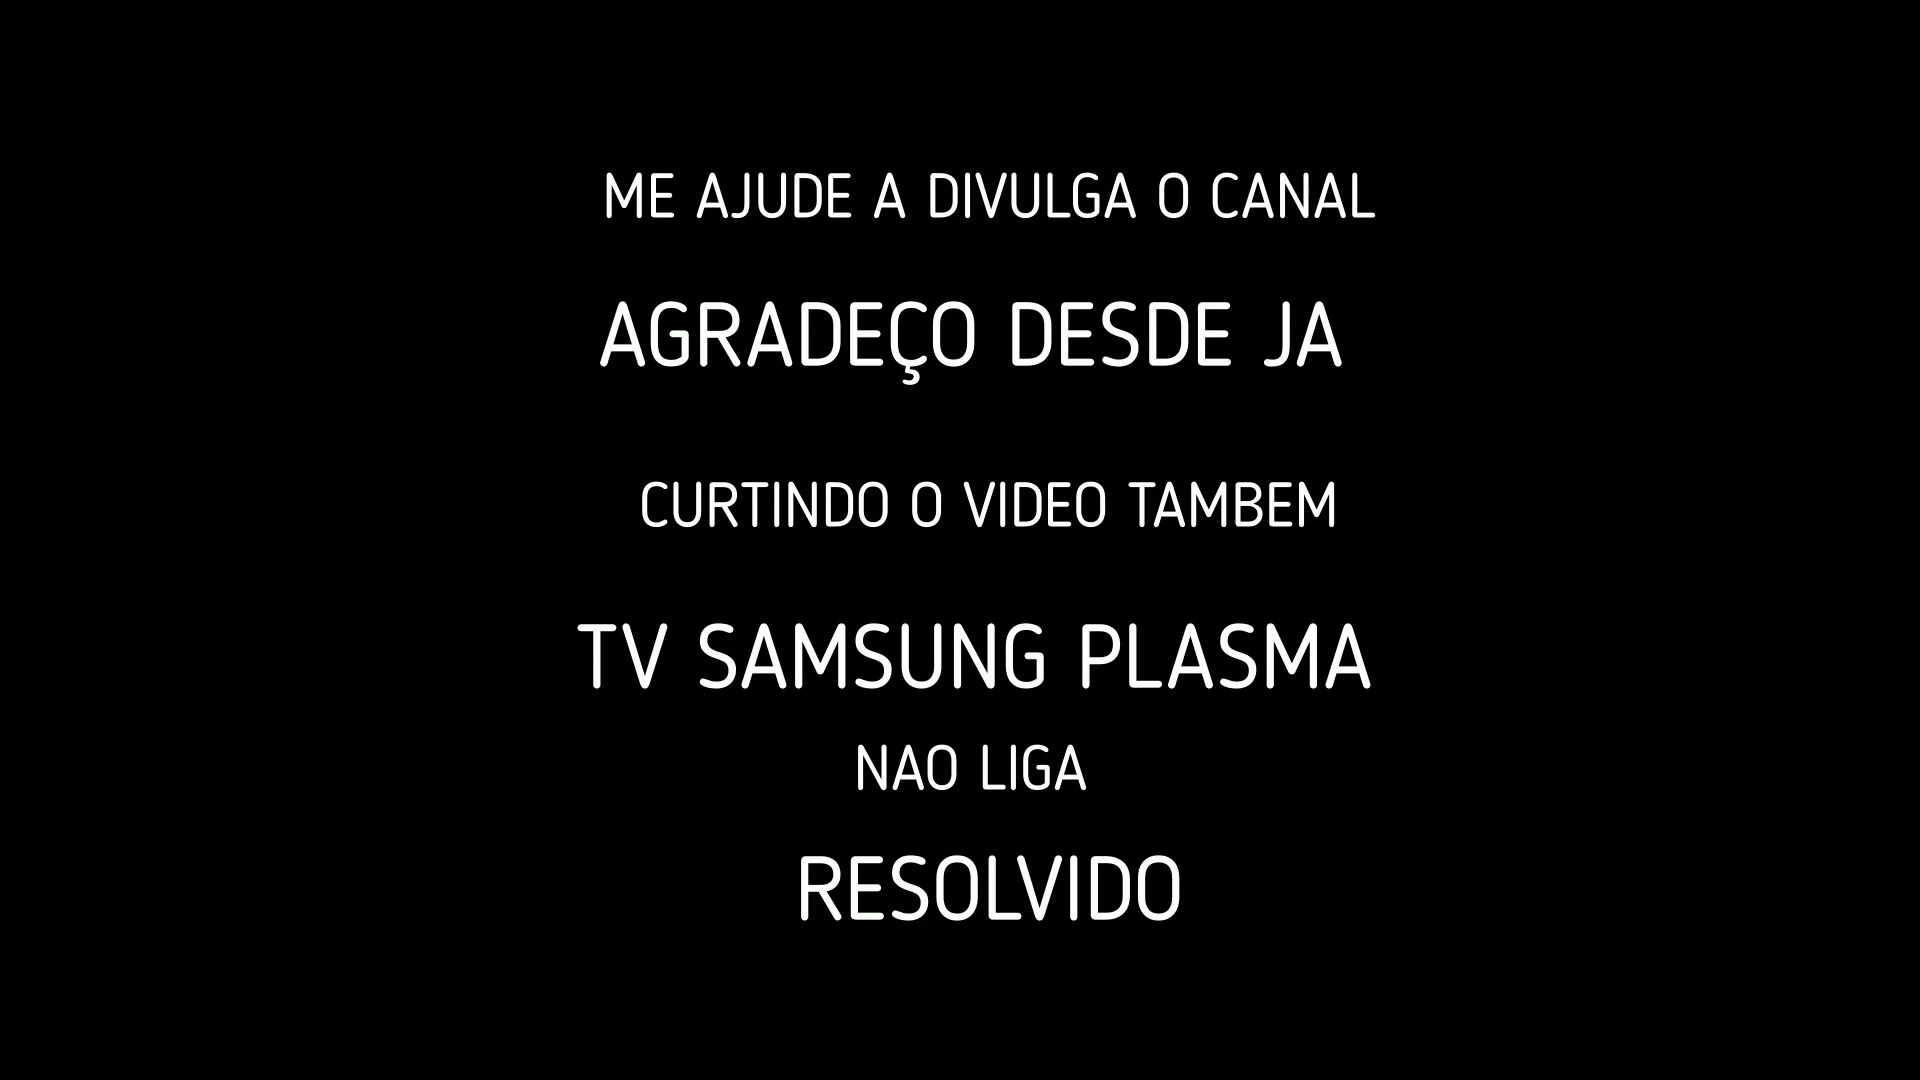 ME AJUDE A DIVULGA O CANAL
AGRADEÇO DESDE JA
CURTINDO O VIDEO TAMBEM
TV SAMSUNG PLASMA
NAO LIGA
RESOLVIDO